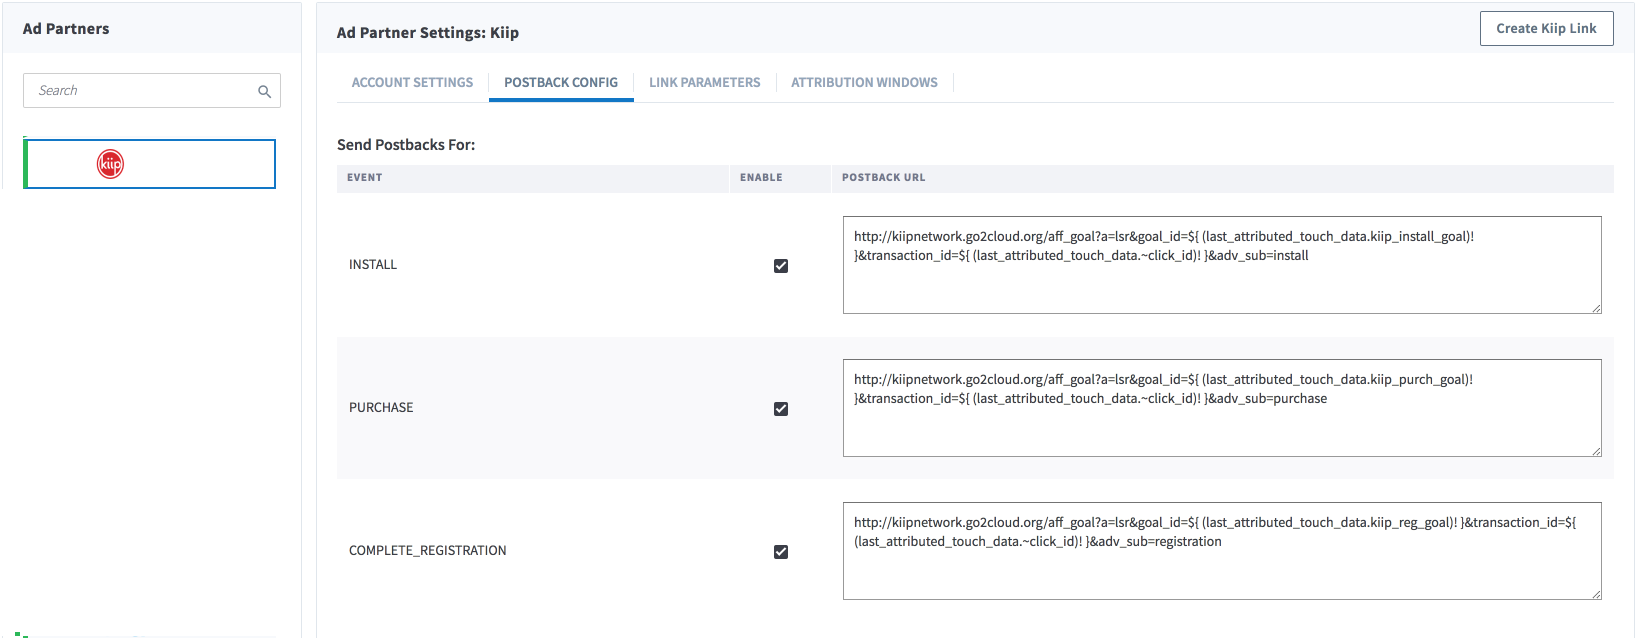 Ad Partners
Search
kiip
Ad Partner Settings: Kiip
Create Kiip Link
ACCOUNT SETTINGS
POSTBACK CONFIG
LINK PARAMETERS
ATTRIBUTION WINDOWS
Send Postbacks For:
EVENT ENABLE POSTBACK URL
INSTALL
http://kiipnetwork.go2cloud.org/aff_goal?a=lsr&goal_id=${ (last_attributed_touch_data.kiip_install_goal)!
}&transaction_id=${ (last_attributed_touch_data.~click_id)! }&adv_sub=install
PURCHASE
http://kiipnetwork.go2cloud.org/aff_goal?a=lsr&goal_id=${ (last_attributed_touch_data.kiip_purch_goal)!
}&transaction_id=${ (last_attributed_touch_data.~click_id)! }&adv_sub=purchase
COMPLETE_REGISTRATION
http://kiipnetwork.go2cloud.org/aff_goal?a=lsr&goal_id=${ (last_attributed_touch_data.kiip_reg_goal)! }&transaction_id=${
(last_attributed_touch_data.~click_id)! }&adv_sub=registration